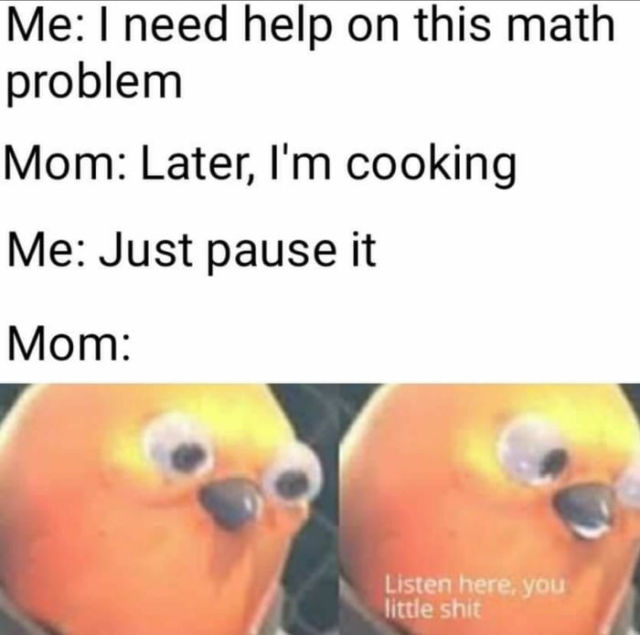 Me: I need help on this math
problem
Mom: Later, I'm cooking
Me: Just pause it
Mom:
Listen here, you
little shit